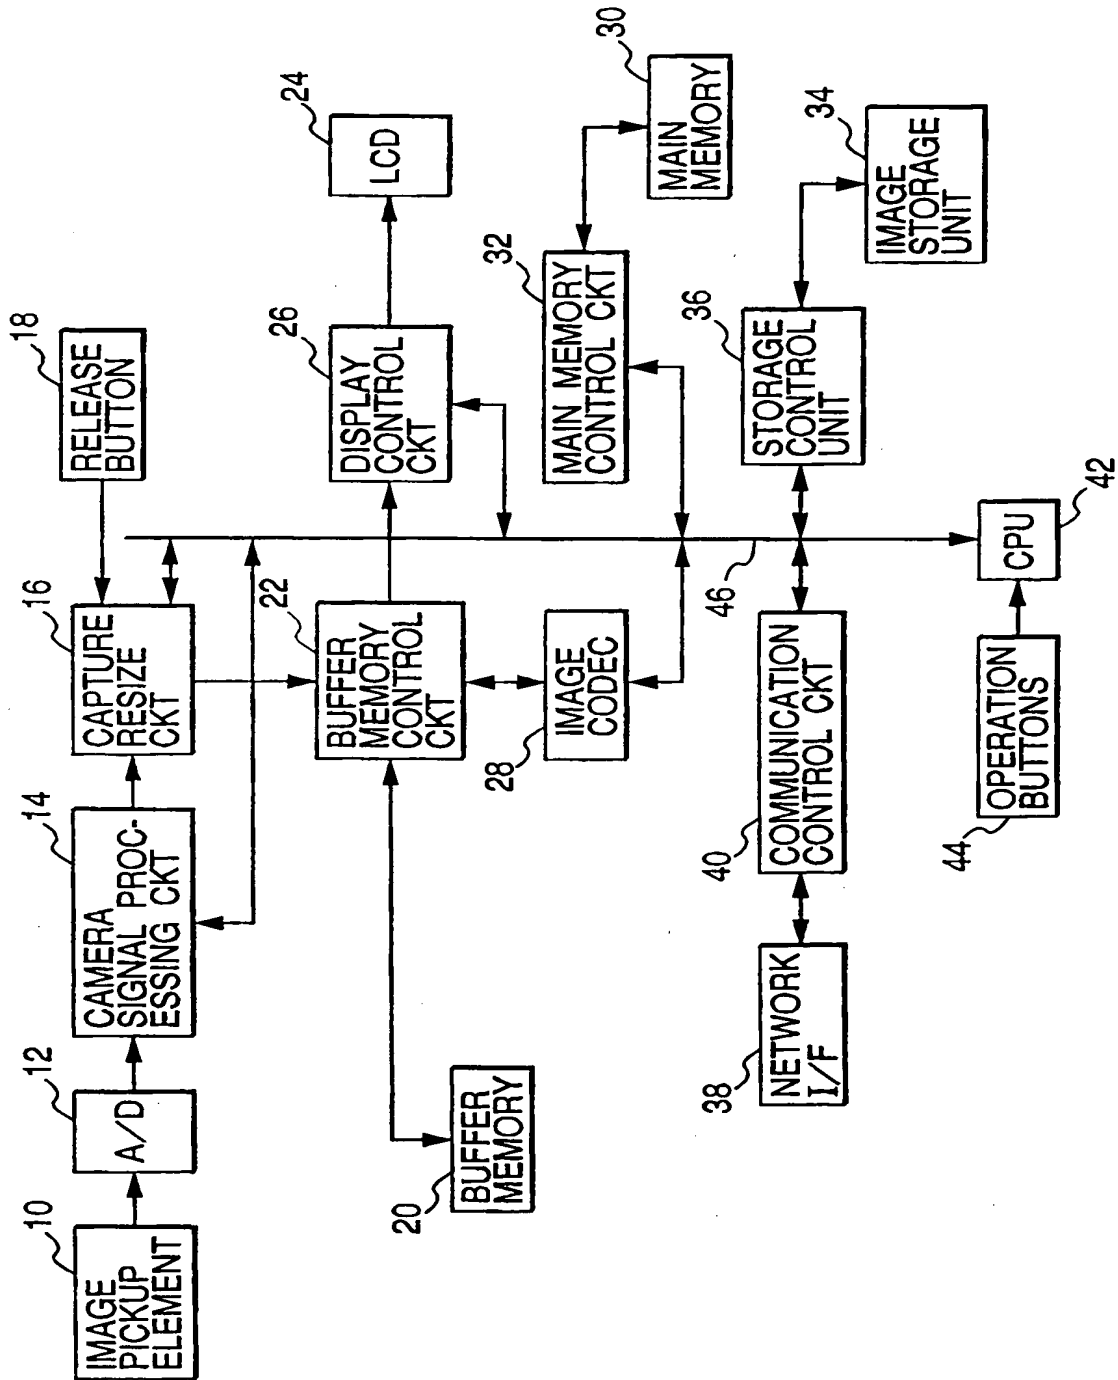 10
IMAGE
PICKUP
ELEMENT
12
A/D
14
CAMERA
SIGNAL PROC-
ESSING CKT
16
CAPTURE
RESIZE
CKT
18
RELEASE
BUTTON
20
BUFFER
MEMORY
22
BUFFER
MEMORY
CONTROL
CKT
26
DISPLAY
CONTROL
CKT
24
LCD
28
IMAGE
CODEC
32
MAIN MEMORY
CONTROL CKT
30
MAIN
MEMORY
38
NETWORK
I/F
40
COMMUNICATION
CONTROL CKT
46
36
STORAGE
CONTROL
UNIT
34
IMAGE
STORAGE
UNIT
44
OPERATION
BUTTONS
42
CPU